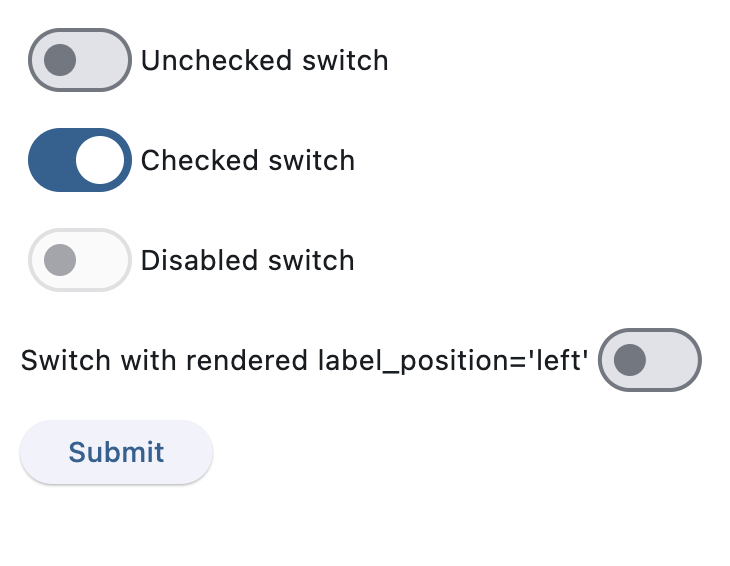 Unchecked switch
Checked switch
Disabled switch
Switch with rendered label_position='left'
Submit